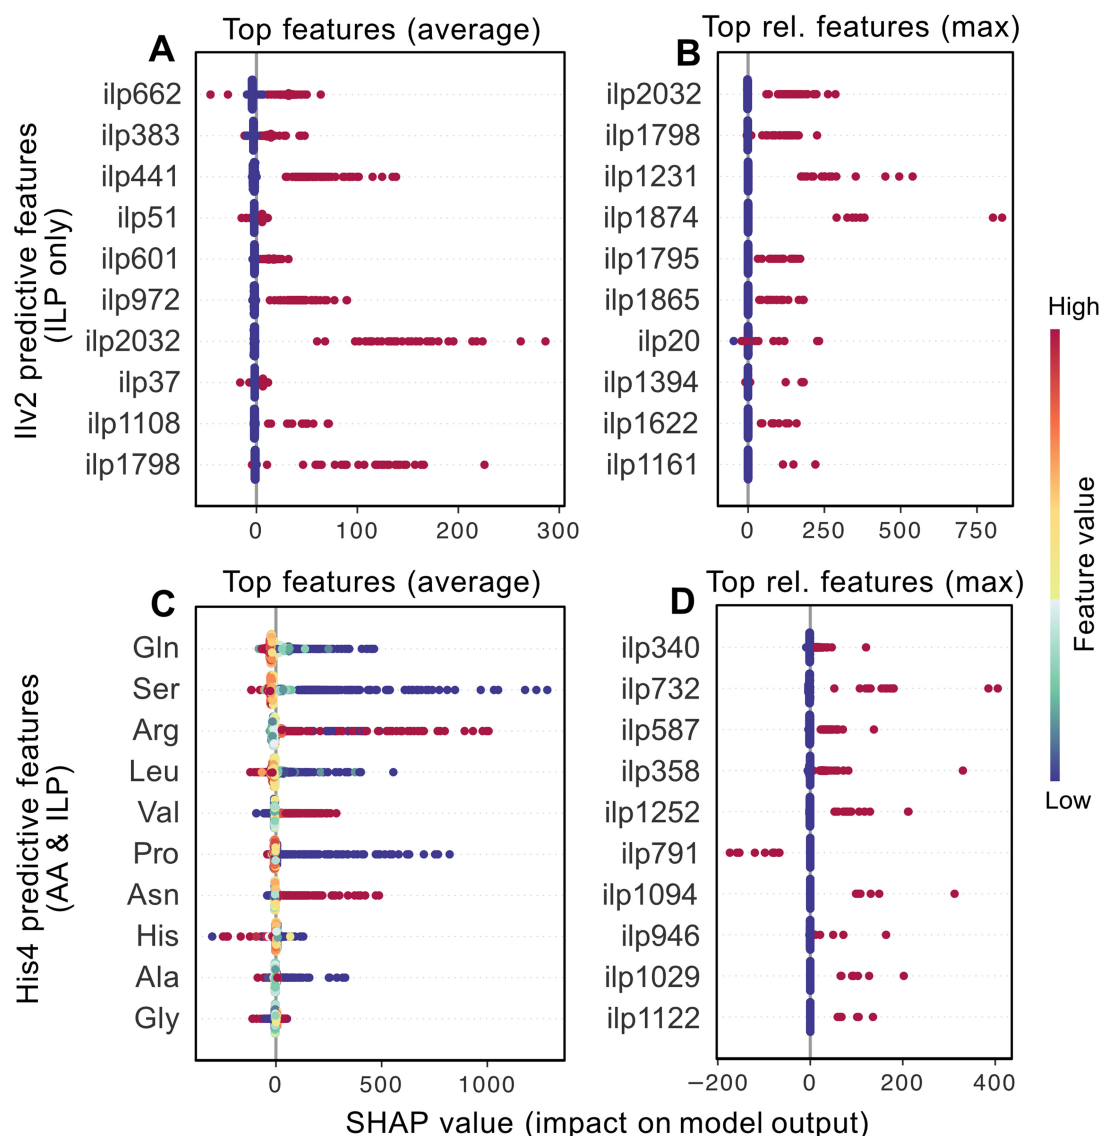 A
Top features (average)
Ilv2 predictive features
(ILP only)
ilp662
ilp383
ilp441
ilp51
ilp601
ilp972
ilp2032
ilp37
ilp1108
ilp1798
0 100 200 300
B
Top rel. features (max)
ilp2032
ilp1798
ilp1231
ilp1874
ilp1795
ilp1865
ilp20
ilp1394
ilp1622
ilp1161
0 250 500 750
C
Top features (average)
His4 predictive features
(AA & ILP)
Gln
Ser
Arg
Leu
Val
Pro
Asn
His
Ala
Gly
0 500 1000
D
Top rel. features (max)
ilp340
ilp732
ilp587
ilp358
ilp1252
ilp791
ilp1094
ilp946
ilp1029
ilp1122
−200 0 200 400
SHAP value (impact on model output)
High
Feature value
Low